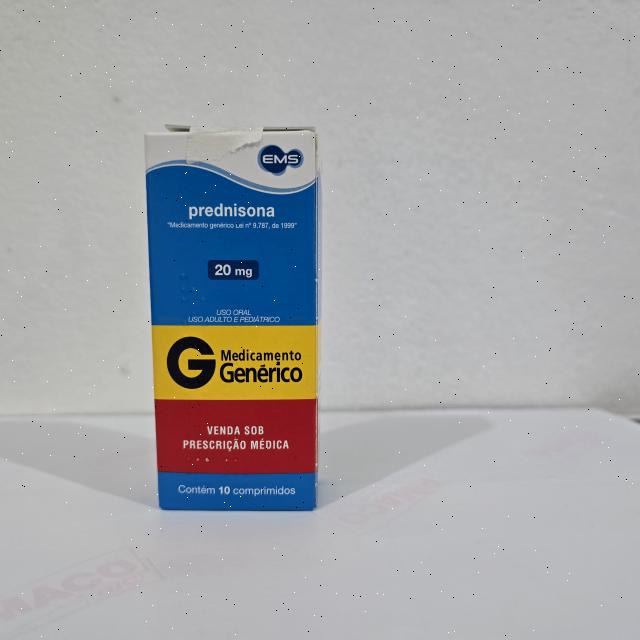 EMS
prednisona
"Medicamento genérico Lei nº 9.787, de 1999"
20 mg
USO ORAL
USO ADULTO E PEDIÁTRICO
G Medicamento
Genérico
VENDA SOB
PRESCRIÇÃO MÉDICA
Contém 10 comprimidos